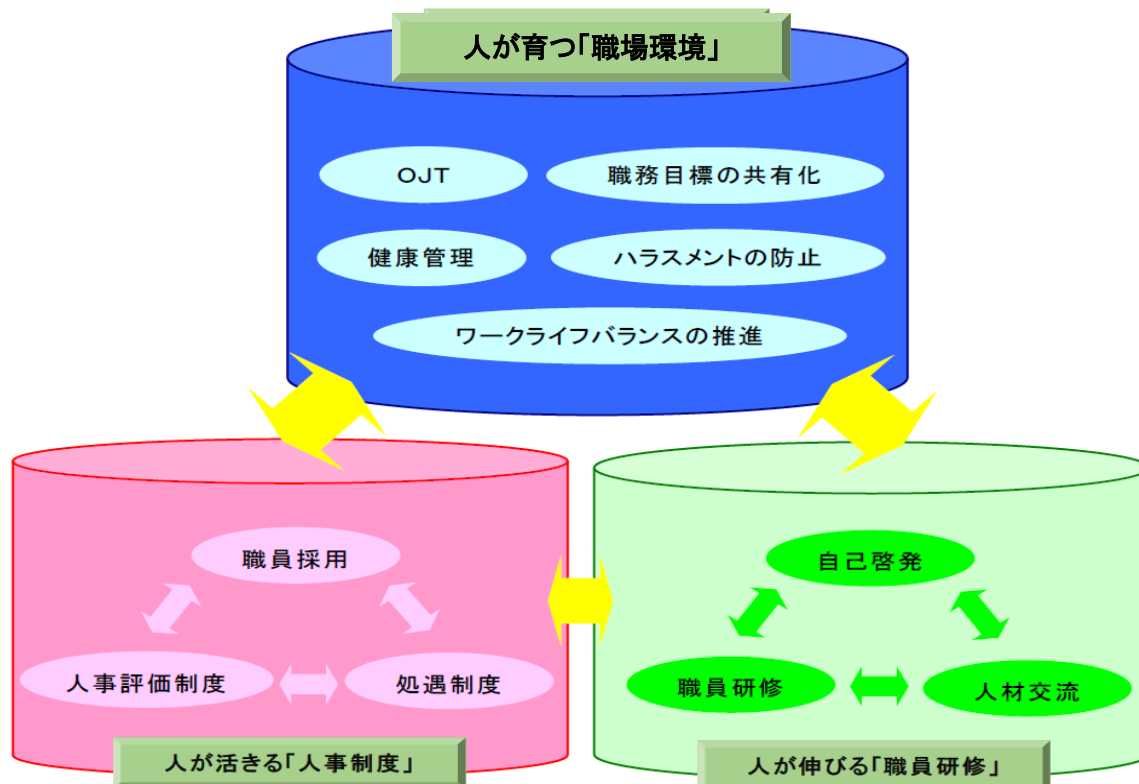 人が育つ「職場環境」
OJT
職務目標の共有化
健康管理
ハラスメントの防止
ワークライフバランスの推進
職員採用
人事評価制度
処遇制度
人が活きる「人事制度」
自己啓発
職員研修
人材交流
人が伸びる「職員研修」